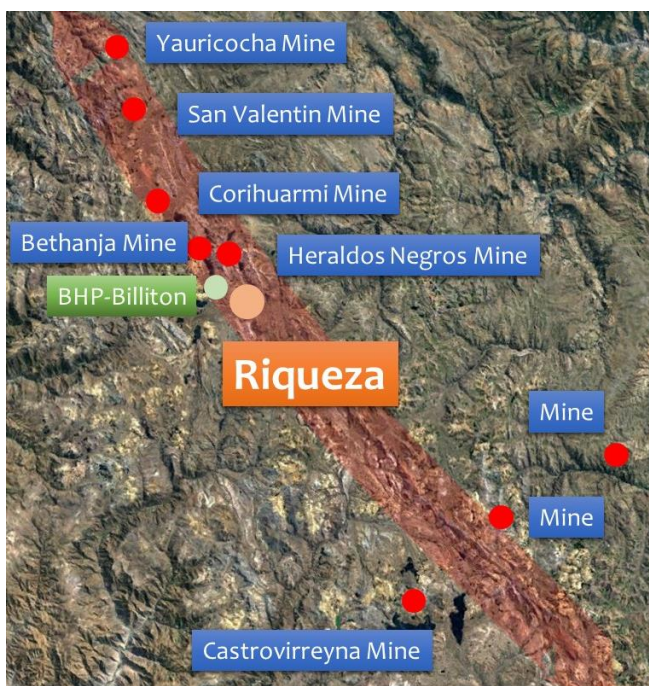 Yauricocha Mine
San Valentin Mine
Corihuarmi Mine
Bethanja Mine
Heraldos Negros Mine
BHP-Billiton
Riqueza
Mine
Mine
Castrovirreyna Mine